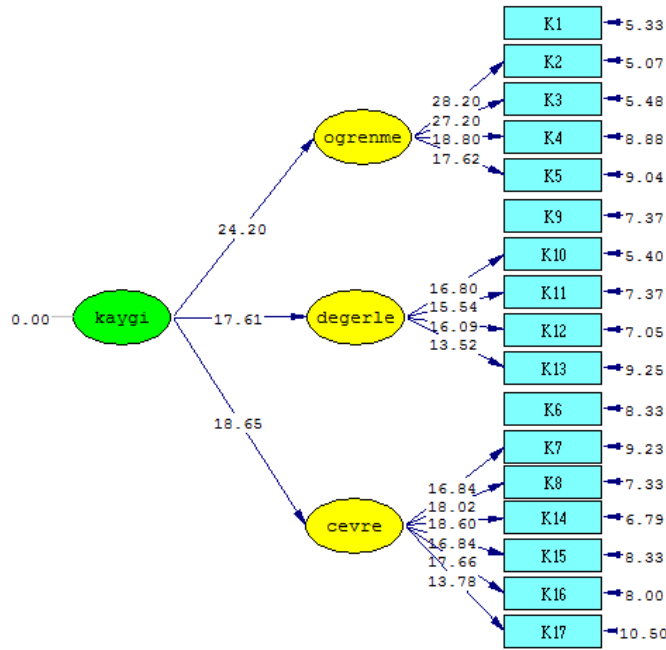 K1 5.33
K2 5.07
28.20
K3 5.48
27.20
ogrenme
18.80
K4 8.88
17.62
K5 9.04
K9 7.37
24.20
K10 5.40
16.80
K11 7.37
15.54
0.00 kaygi 17.61 degerle
16.09
K12 7.05
13.52
K13 9.25
K6 8.33
18.65
K7 9.23
16.84
K8 7.33
18.02
cevre
18.60
K14 6.79
16.84
K15 8.33
17.66
13.78
K16 8.00
K17 10.50